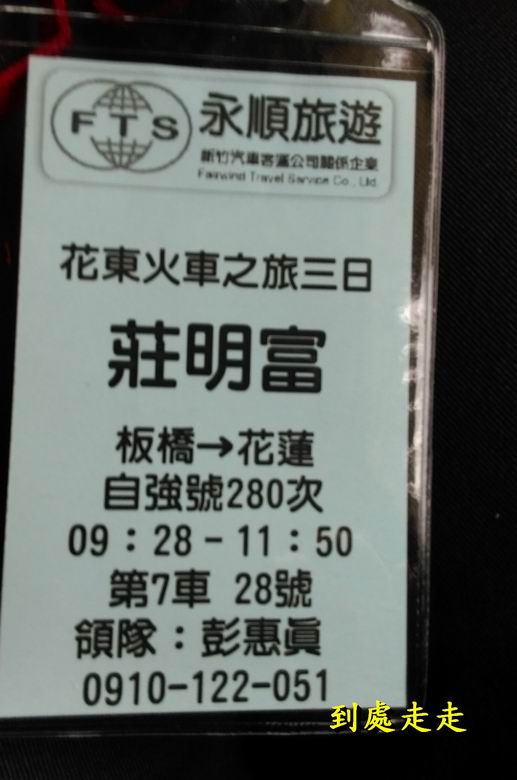 FTS
永順旅遊
新竹汽車客運公司關係企業
Fairwind Travel Service Co., Ltd.
花東火車之旅三日
莊明富
板橋→花蓮
自強號280次
09：28－11：50
第7車 28號
領隊：彭惠眞
0910-122-051
到處走走